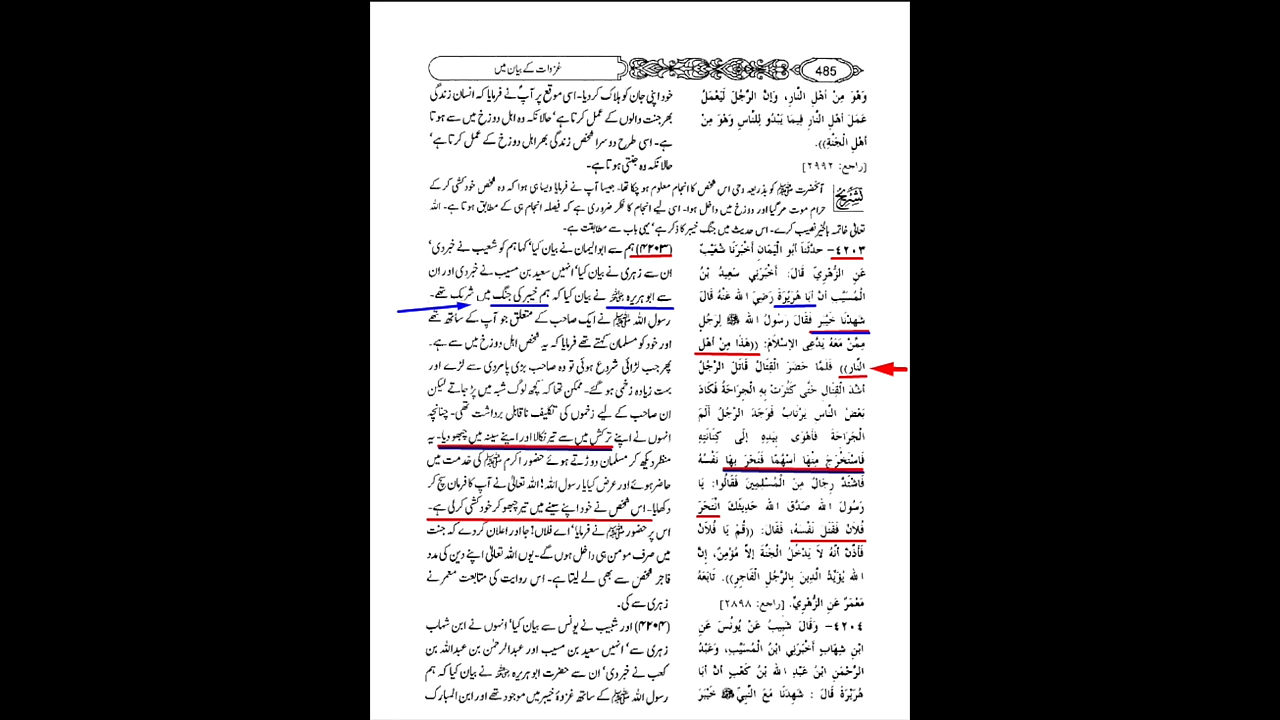 485
غزوات کے بیان میں
وَهُوَ مِنْ أَهْلِ النَّارِ، وَإِنَّ الرَّجُلَ لَيَعْمَلُ
عَمَلَ أَهْلِ النَّارِ فِيمَا يَبْدُو لِلنَّاسِ وَهُوَ مِنْ
أَهْلِ الْجَنَّةِ)).
[راجع: ٢٩٩٢]
خود اپنی جان کو ہلاک کردیا۔ اسی موقع پر آپؐ نے فرمایا کہ انسان زندگی
بھر جنت والوں کے عمل کرتا ہے' حالانکہ وہ اہل دوزخ میں سے ہوتا
ہے۔ اسی طرح دوسرا شخص زندگی بھر اہل دوزخ کے عمل کرتا ہے'
حالانکہ وہ جنتی ہوتا ہے۔
تشریح
آنحضرت ﷺ کو بذریعہ وحی اس شخص کا انجام معلوم ہو چکا تھا۔ جیسا آپ نے فرمایا ویسا ہی ہوا کہ وہ شخص خودکشی کر کے
حرام موت مر گیا اور دوزخ میں داخل ہوا۔ اسی لیے انجام کا فکر ضروری ہے کہ فیصلہ انجام ہی کے مطابق ہوتا ہے۔ اللہ
تعالیٰ خاتمہ بالخیر نصیب کرے۔ اس حدیث میں جنگ خیبر کا ذکر ہے' یہی باب سے مطابقت ہے۔
٤٢٠٣- حَدَّثَنَا أَبُو الْيَمَانِ أَخْبَرَنَا شُعَيْبٌ
عَنِ الزُّهْرِيِّ قَالَ: أَخْبَرَنِي سَعِيدُ بْنُ
الْمُسَيَّبِ أَنَّ أَبَا هُرَيْرَةَ رَضِيَ الله عَنْهُ قَالَ
شَهِدْنَا خَيْبَرَ فَقَالَ رَسُولُ الله ﷺ لِرَجُلٍ
مِمَّنْ مَعَهُ يَدَّعِي الإِسْلاَمَ: ((هَذَا مِنْ أَهْلِ
النَّارِ)) فَلَمَّا حَضَرَ الْقِتَالُ قَاتَلَ الرَّجُلُ
أَشَدَّ الْقِتَالِ حَتَّى كَثُرَتْ بِهِ الْجِرَاحَةُ فَكَادَ
بَعْضُ النَّاسِ يَرْتَابُ فَوَجَدَ الرَّجُلُ أَلَمَ
الْجِرَاحَةِ فَأَهْوَى بِيَدِهِ إِلَى كِنَانَتِهِ
فَاسْتَخْرَجَ مِنْهَا أَسْهُمًا فَنَحَرَ بِهَا نَفْسَهُ
فَاشْتَدَّ رِجَالٌ مِنَ الْمُسْلِمِينَ فَقَالُوا: يَا
رَسُولَ الله صَدَّقَ الله حَدِيثَكَ انْتَحَرَ
فُلاَنٌ فَقَتَلَ نَفْسَهُ، فَقَالَ: ((قُمْ يَا فُلاَنُ
فَأَذِّنْ أَنَّهُ لاَ يَدْخُلُ الْجَنَّةَ إِلاَّ مُؤْمِنٌ، إِنَّ
الله يُؤَيِّدُ الدِّينَ بِالرَّجُلِ الْفَاجِرِ)). تَابَعَهُ
مَعْمَرٌ عَنِ الزُّهْرِيِّ. [راجع: ٢٨٩٨]
(۴۲۰۳) ہم سے ابوالیمان نے بیان کیا' کہا ہم کو شعیب نے خبر دی'
ان سے زہری نے بیان کیا' انہیں سعید بن مسیب نے خبر دی اور ان
سے ابوہریرہ نے بیان کیا کہ ہم خیبر کی جنگ میں شریک تھے۔
رسول اللہ ﷺ نے ایک صاحب کے متعلق جو آپ کے ساتھ تھے
اور خود کو مسلمان کہتے تھے فرمایا کہ یہ شخص اہل دوزخ میں سے ہے۔
پھر جب لڑائی شروع ہوئی تو وہ صاحب بڑی پامردی سے لڑے اور
بہت زیادہ زخمی ہو گئے۔ ممکن تھا کہ کچھ لوگ شبہ میں پڑ جاتے لیکن
ان صاحب کے لیے زخموں کی تکلیف ناقابل برداشت تھی۔ چنانچہ
انہوں نے اپنے ترکش میں سے تیر نکالا اور اپنے سینہ میں چبھو دیا۔ یہ
منظر دیکھ کر مسلمان دوڑتے ہوئے حضور اکرم ﷺ کی خدمت میں
حاضر ہوئے اور عرض کیا یا رسول اللہ! اللہ تعالیٰ نے آپ کا فرمان سچ کر
دکھایا۔ اس شخص نے خود اپنے سینے میں تیر چبھو کر خودکشی کر لی ہے۔
اس پر حضور ﷺ نے فرمایا' اے فلاں! جا اور اعلان کر دے کہ جنت
میں صرف مومن ہی داخل ہوں گے۔ یوں اللہ تعالیٰ اپنے دین کی مدد
فاجر شخص سے بھی لے لیتا ہے۔ اس روایت کی متابعت معمر نے
زہری سے کی۔
٤٢٠٤- وَقَالَ شَبِيبٌ عَنْ يُونُسَ عَنِ
ابْنِ شِهَابٍ أَخْبَرَنِي ابْنُ الْمُسَيَّبِ، وَعَبْدُ
الرَّحْمَنِ ابْنُ عَبْدِ الله بْنُ كَعْبٍ أَنَّ أَبَا
هُرَيْرَةَ قَالَ : شَهِدْنَا مَعَ النَّبِيِّ ﷺ خَيْبَرَ
(۴۲۰۴) اور شبیب نے یونس سے بیان کیا' انہوں نے ابن شہاب
زہری سے' انہیں سعید بن مسیب اور عبدالرحمٰن بن عبداللہ بن
کعب نے خبر دی' ان سے حضرت ابوہریرہ نے بیان کیا کہ ہم
رسول اللہ ﷺ کے ساتھ غزوۂ خیبر میں موجود تھے اور ابن المبارک